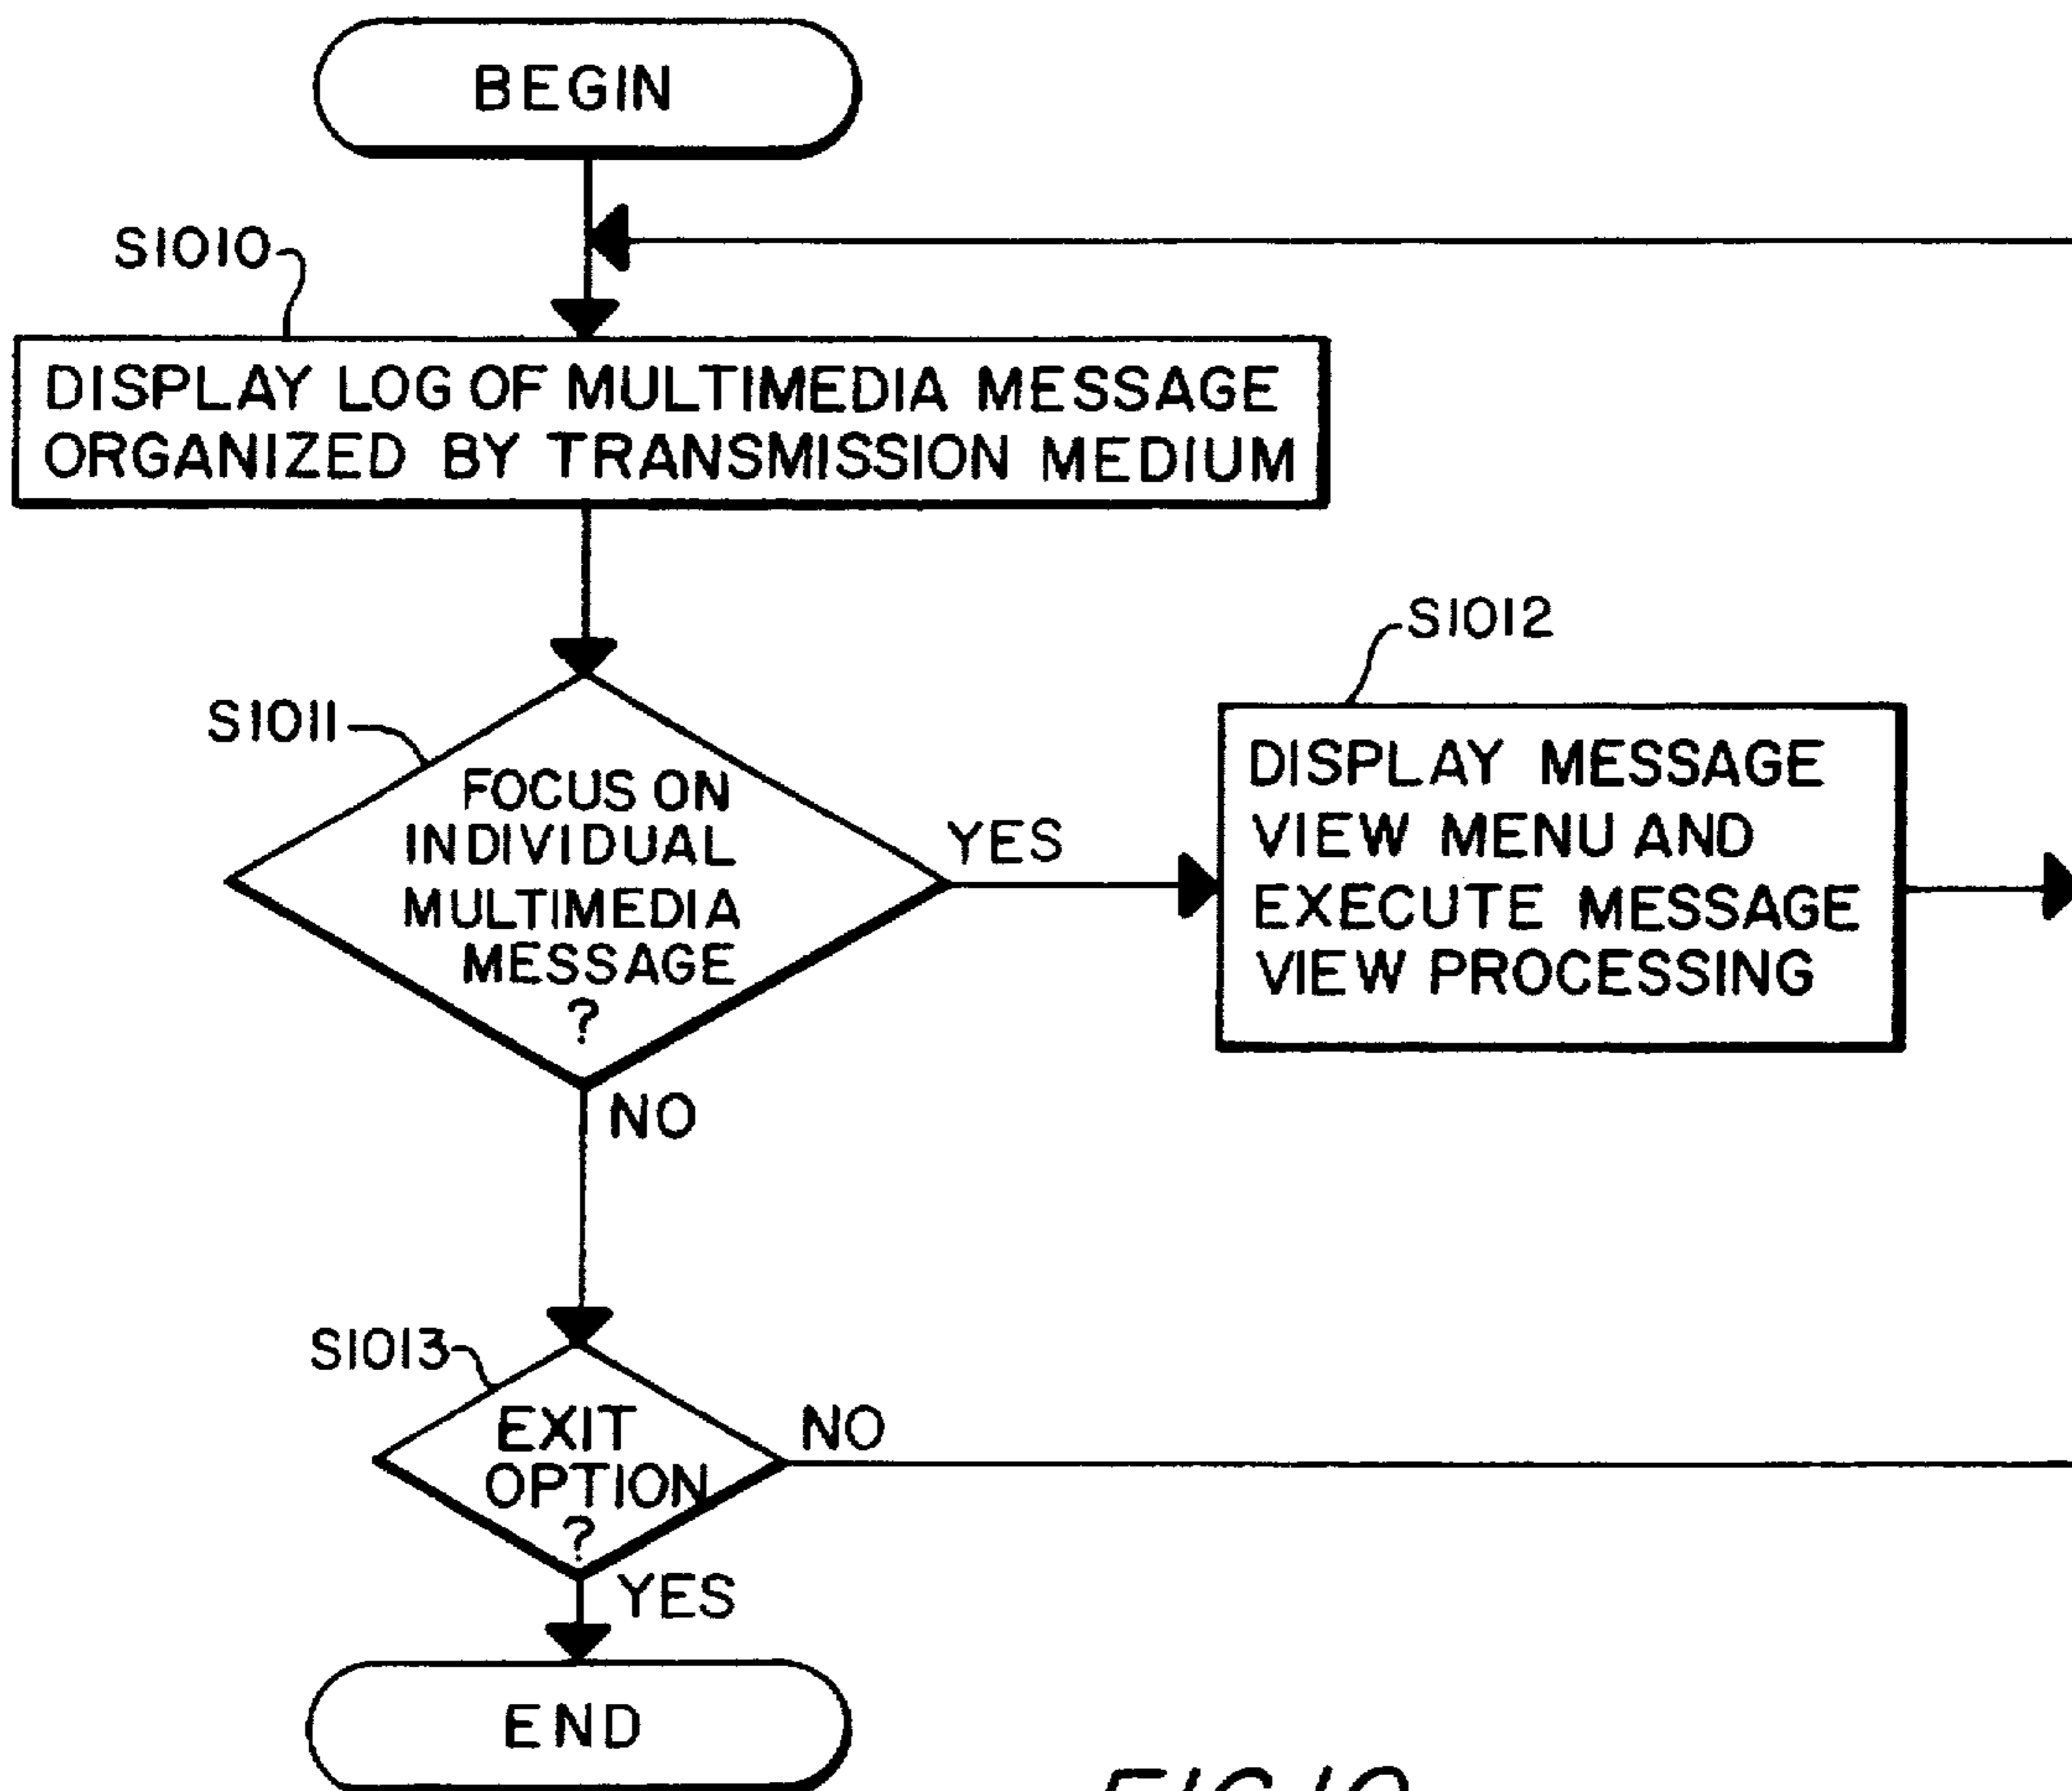 BEGIN
S1010
DISPLAY LOG OF MULTIMEDIA MESSAGE
ORGANIZED BY TRANSMISSION MEDIUM
S1011
FOCUS ON
INDIVIDUAL
MULTIMEDIA
MESSAGE
?
YES
S1012
DISPLAY MESSAGE
VIEW MENU AND
EXECUTE MESSAGE
VIEW PROCESSING
NO
S1013
EXIT
OPTION
?
NO
YES
END